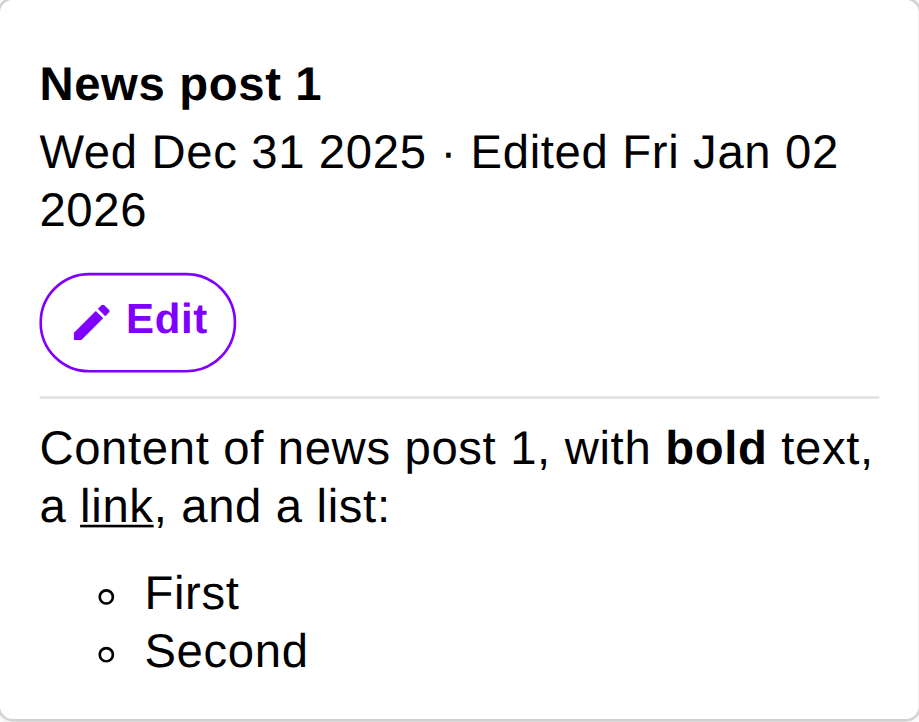 News post 1
Wed Dec 31 2025 · Edited Fri Jan 02
2026
Edit
Content of news post 1, with bold text,
a link, and a list:
First
Second